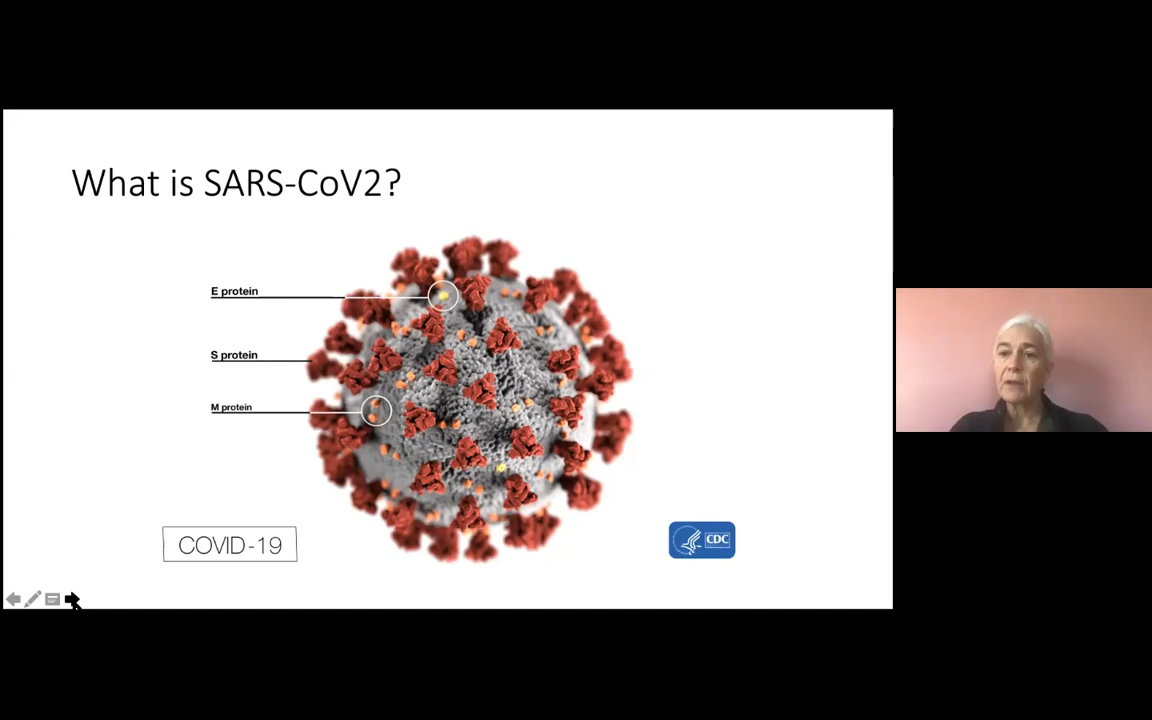 What is SARS-CoV2?
E protein
S protein
M protein
COVID-19
CDC